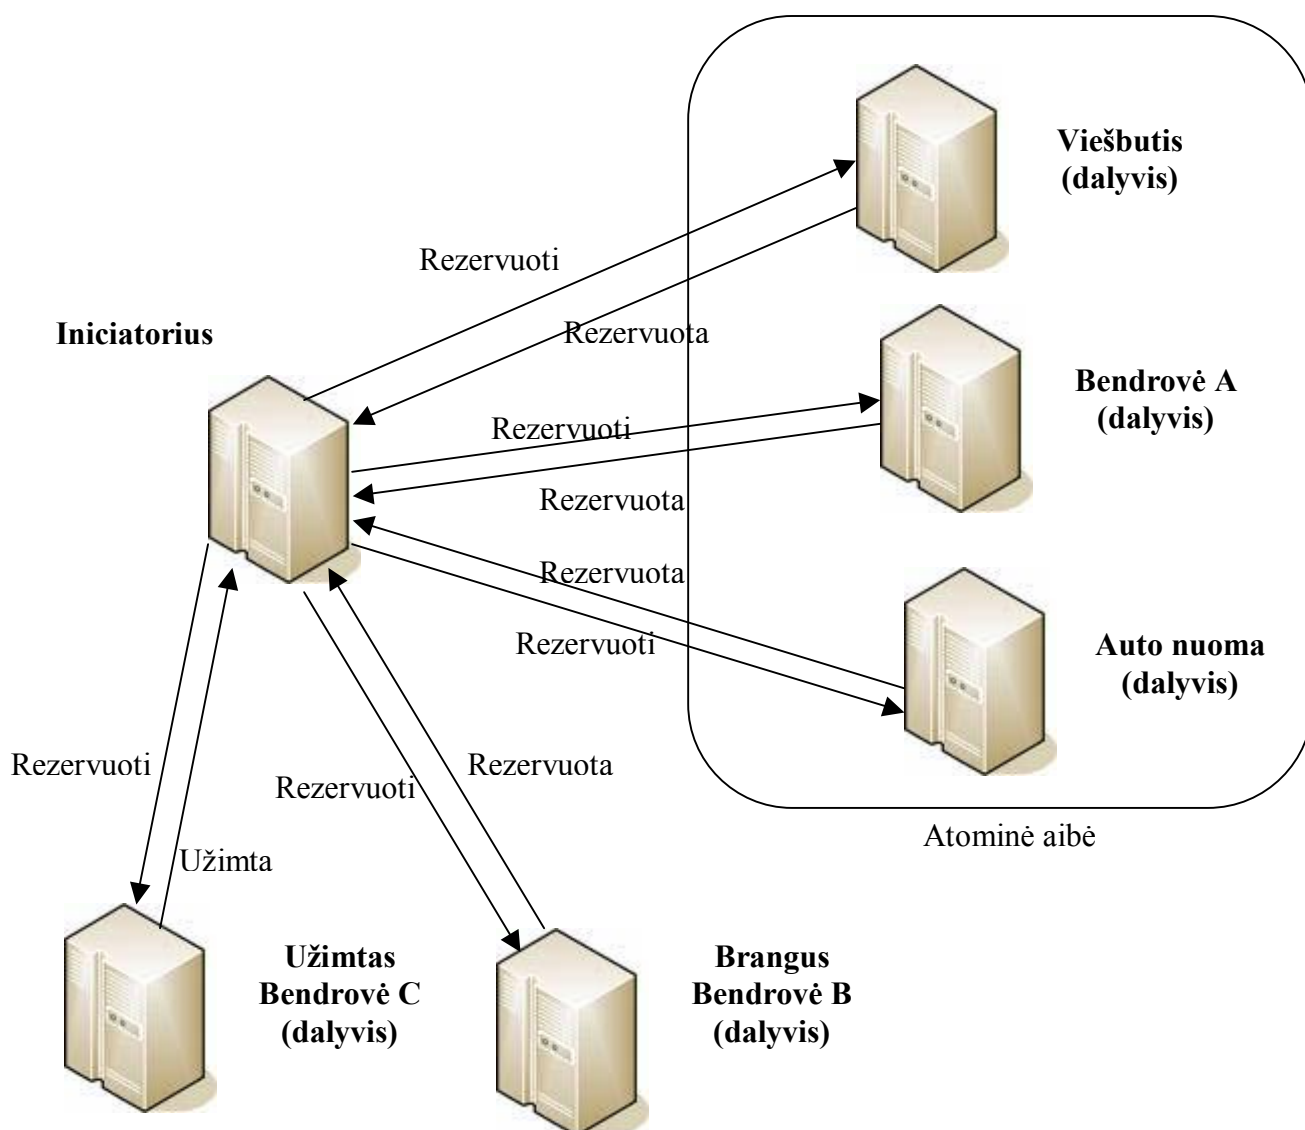 Viešbutis
(dalyvis)
Rezervuoti
Iniciatorius
Rezervuota
Bendrovė A
(dalyvis)
Rezervuoti
Rezervuota
Rezervuota
Rezervuoti
Auto nuoma
(dalyvis)
Rezervuoti
Rezervuoti
Rezervuota
Atominė aibė
Užimta
Užimtas
Bendrovė C
(dalyvis)
Brangus
Bendrovė B
(dalyvis)